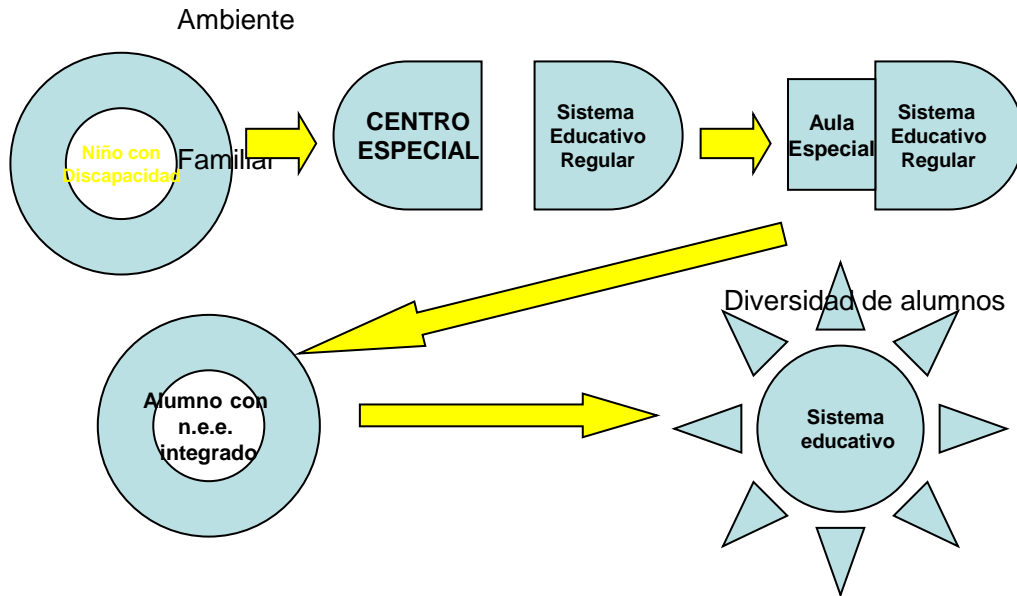 Ambiente
Niño con
Discapacidad
Familiar
CENTRO
ESPECIAL
Sistema
Educativo
Regular
Aula
Especial
Sistema
Educativo
Regular
Alumno con
n.e.e.
integrado
Diversidad de alumnos
Sistema
educativo